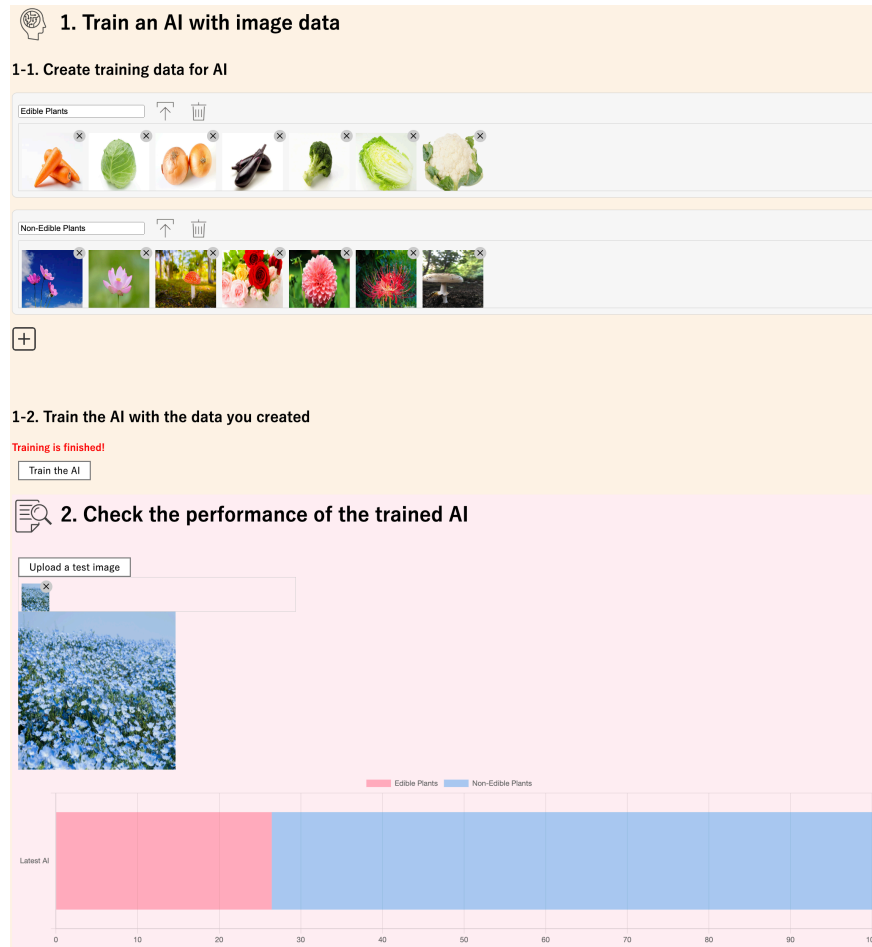 1. Train an AI with image data
1-1. Create training data for AI
Edible Plants
Non-Edible Plants
1-2. Train the AI with the data you created
Training is finished!
Train the AI
2. Check the performance of the trained AI
Upload a test image
Edible Plants Non-Edible Plants
Latest AI
0 10 20 30 40 50 60 70 80 90 10